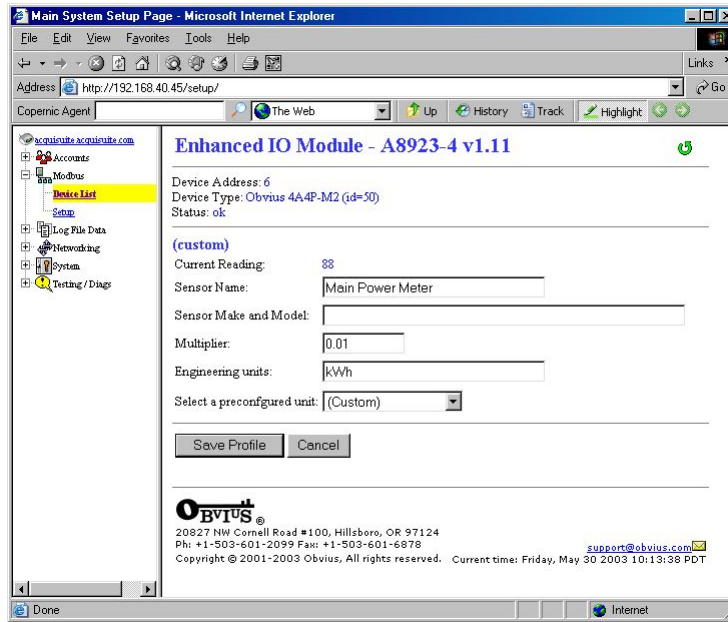 Main System Setup Page - Microsoft Internet Explorer
File Edit View Favorites Tools Help
Links
Address http://192.168.40.45/setup/ Go
Copernic Agent The Web Up History Track Highlight
acquisuite.acquisuite.com
Accounts
Modbus
Device List
Setup
Log File Data
Networking
System
Testing / Diags
Enhanced IO Module - A8923-4 v1.11
Device Address: 6
Device Type: Obvius 4A4P-M2 (id=50)
Status: ok
(custom)
Current Reading: 88
Sensor Name: Main Power Meter
Sensor Make and Model:
Multiplier: 0.01
Engineering units: kWh
Select a preconfgured unit: (Custom)
Save Profile Cancel
OBVIUS ®
20827 NW Cornell Road #100, Hillsboro, OR 97124
Ph: +1-503-601-2099 Fax: +1-503-601-6878
support@obvius.com
Copyright © 2001-2003 Obvius, All rights reserved. Current time: Friday, May 30 2003 10:13:38 PDT
Done Internet